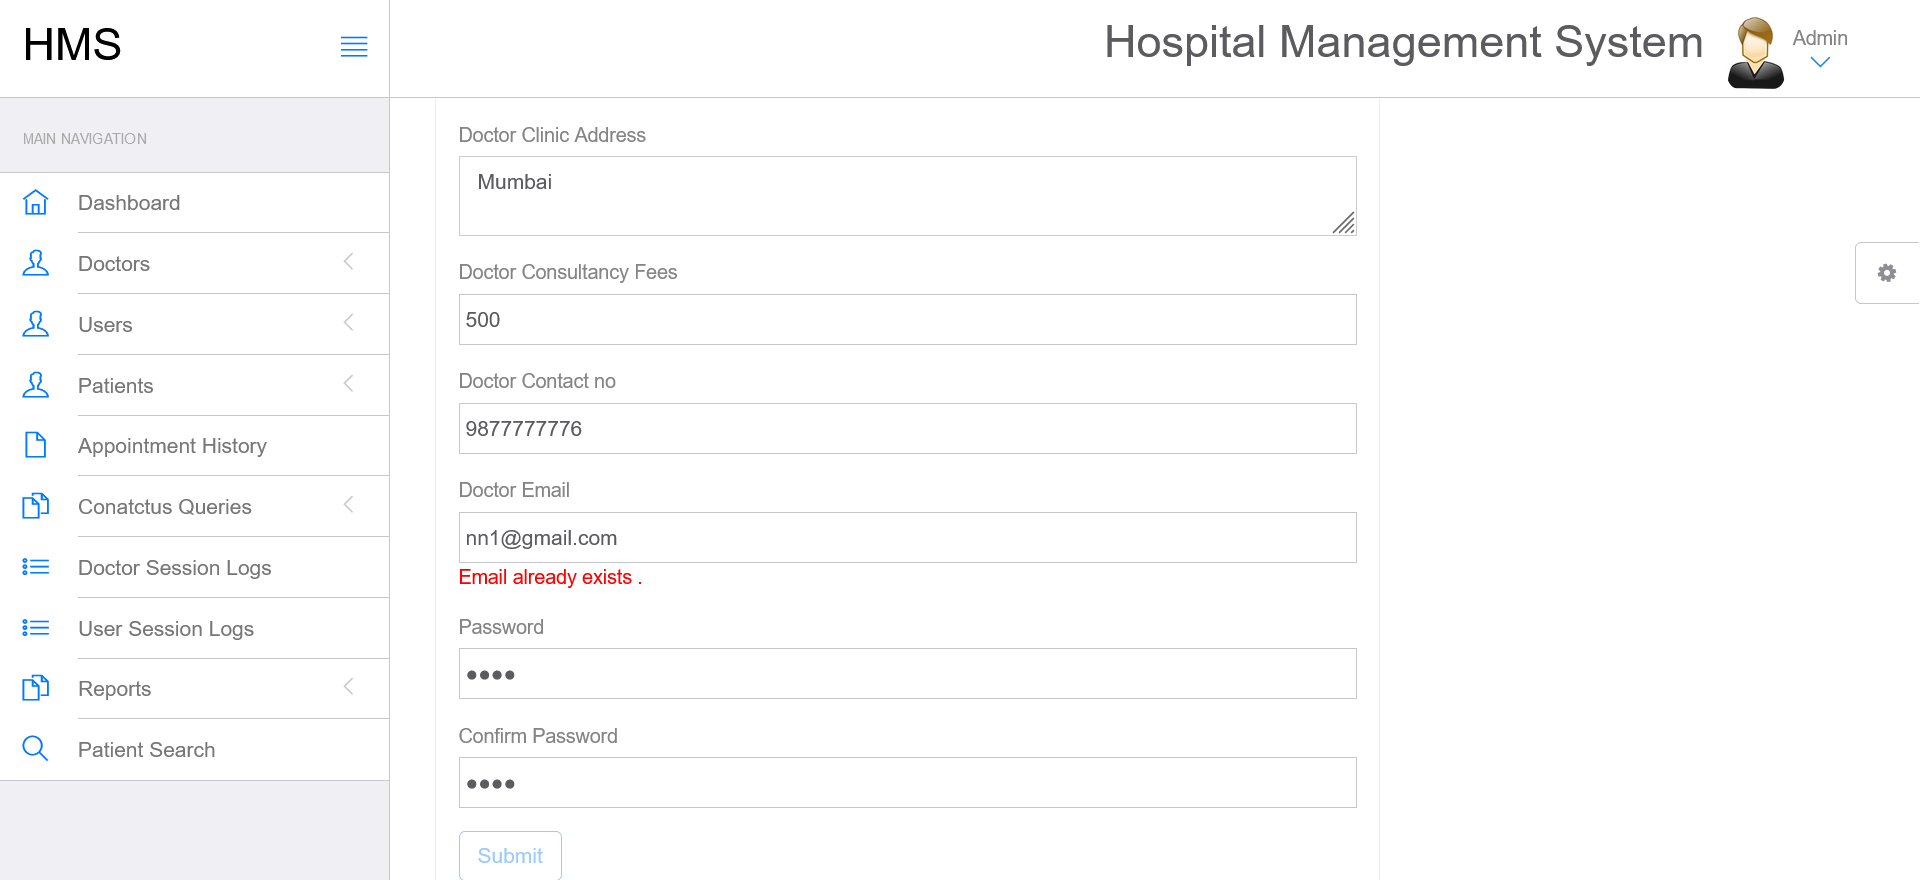 HMS
Hospital Management System
Admin
MAIN NAVIGATION
Dashboard
Doctors
Users
Patients
Appointment History
Conatctus Queries
Doctor Session Logs
User Session Logs
Reports
Patient Search
Doctor Clinic Address
Mumbai
Doctor Consultancy Fees
500
Doctor Contact no
9877777776
Doctor Email
nn1@gmail.com
Email already exists .
Password
••••
Confirm Password
••••
Submit